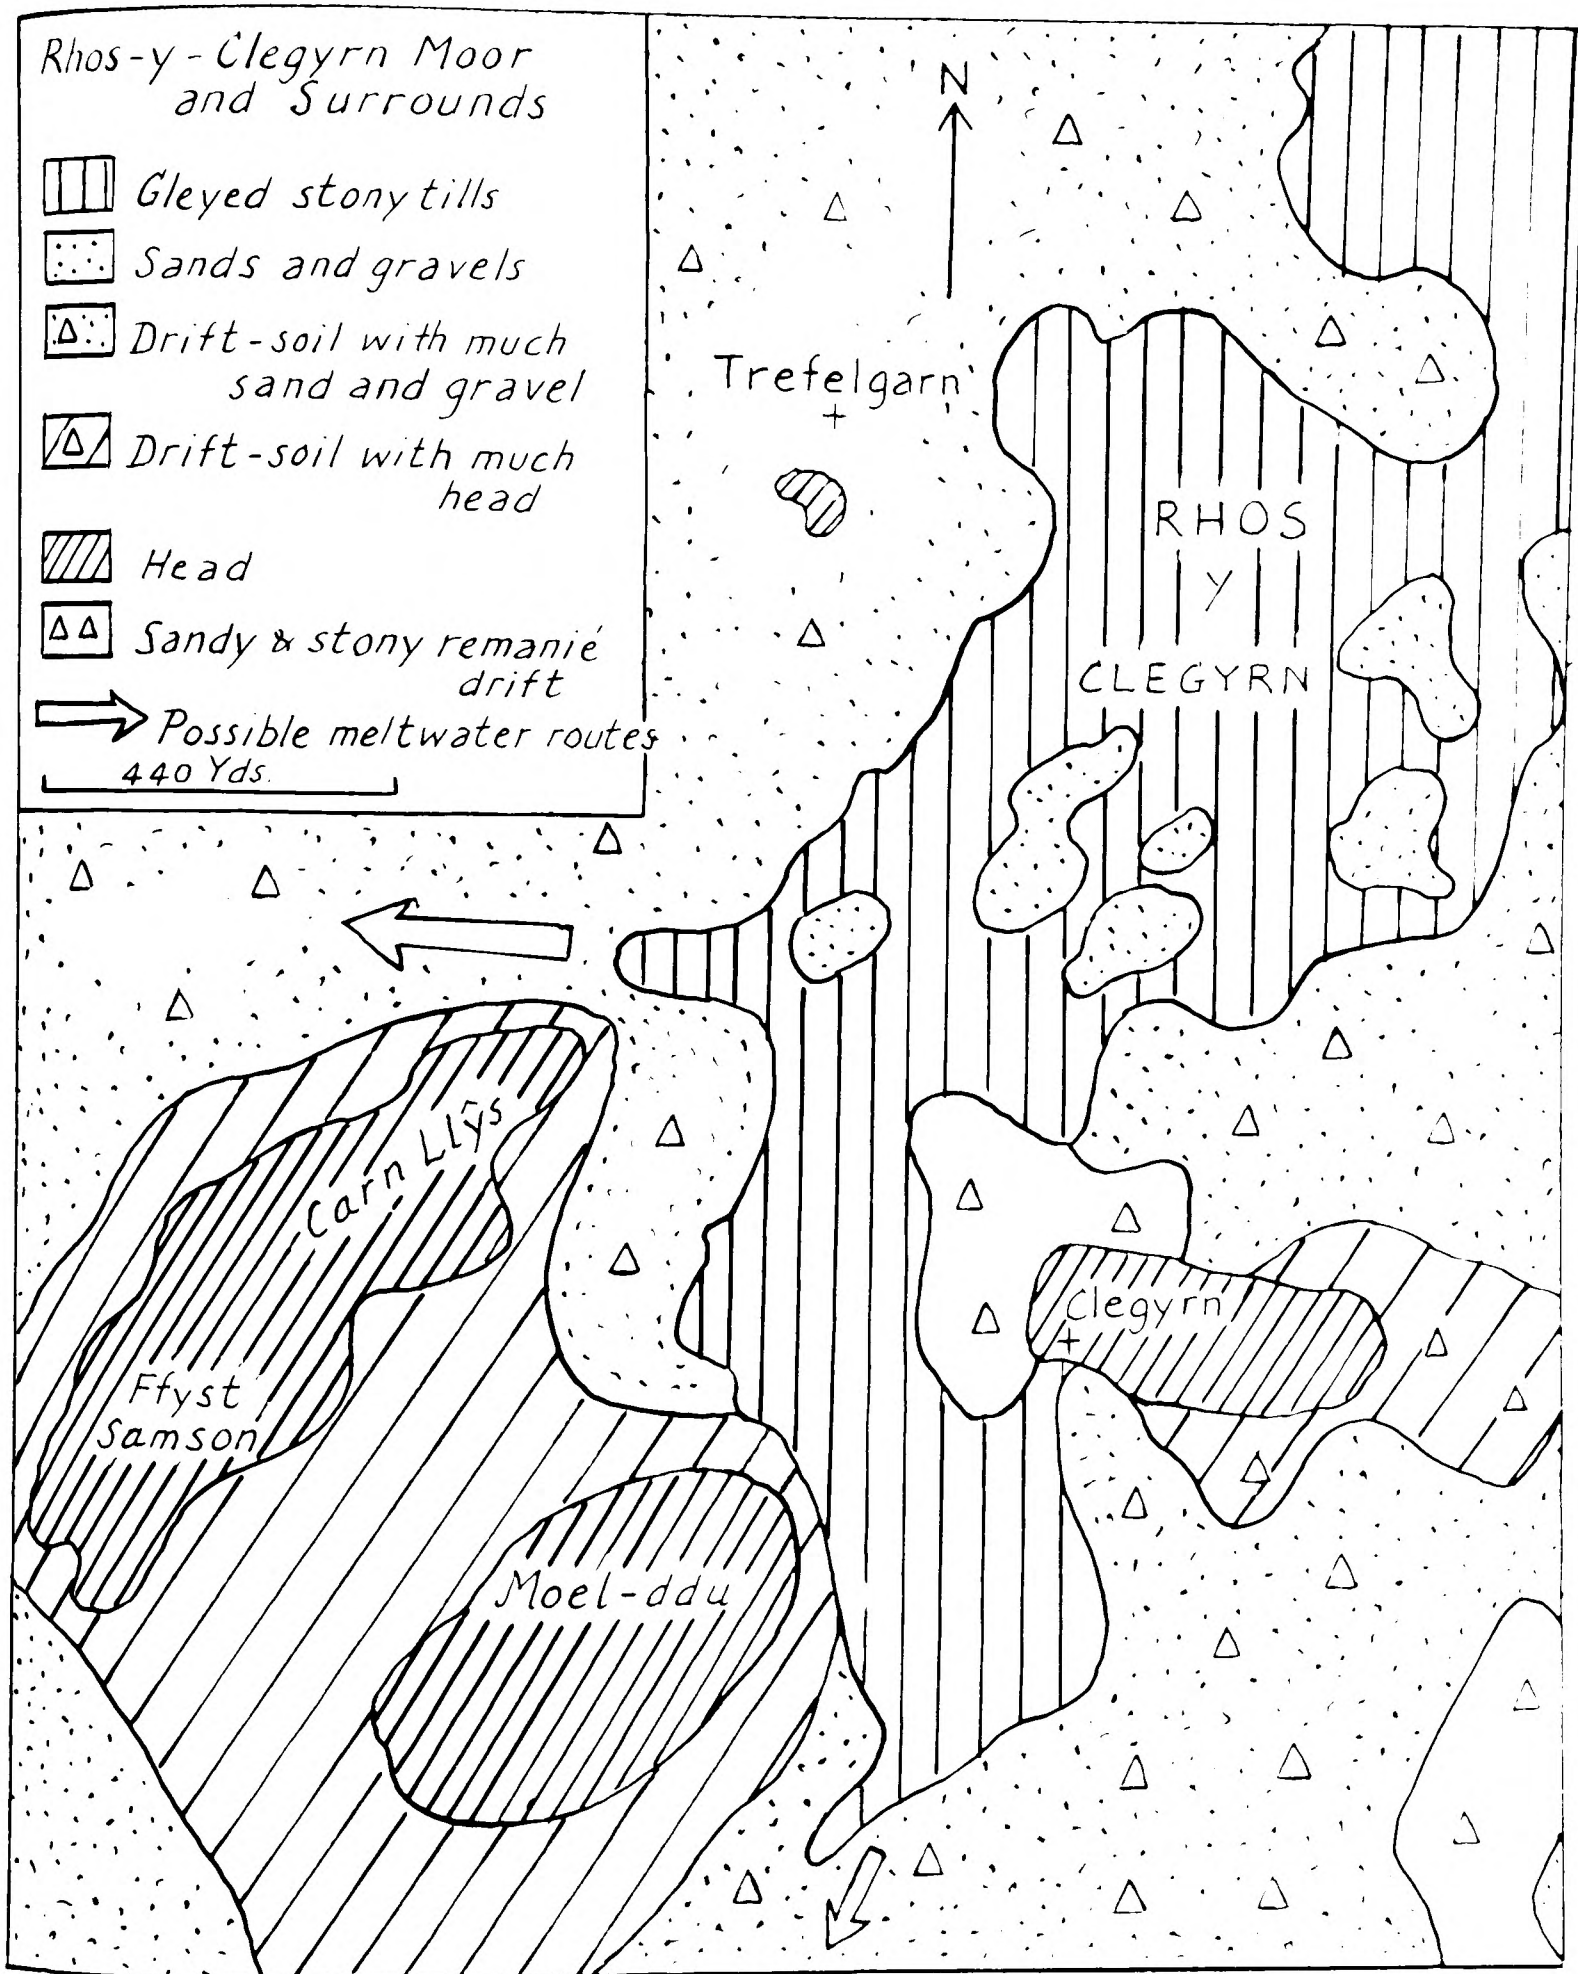 Rhos-y-Clegyrn Moor
and Surrounds
Gleyed stony tills
Sands and gravels
Drift-soil with much
sand and gravel
Drift-soil with much
head
Head
Sandy & stony remanié
drift
Possible meltwater routes
440 Yds.
N
Trefelgarn
RHOS
Y
CLEGYRN
Carn Llŷs
Clegyrn
Ffyst
Samson
Moel-ddu